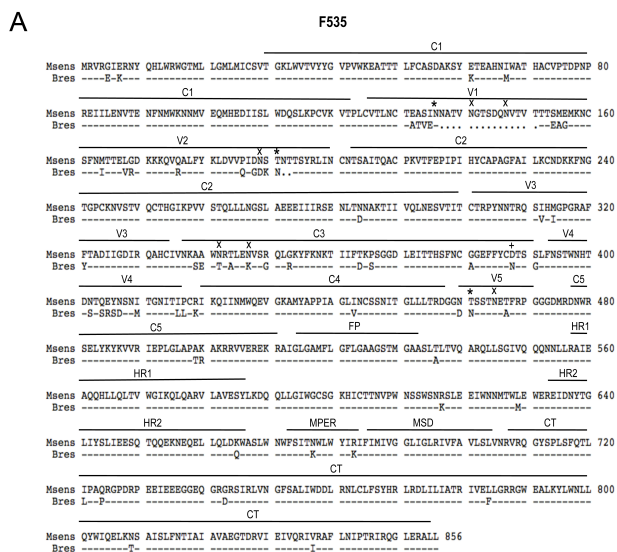 A
F535
C1
Msens MRVRGIERNY QHLWRWGTML LGMLMICSVT GKLWVTVYYG VPVWKEATTT LFCASDAKSY ETEAHNIWAT HACVPTDPNP 80
Bres ----E-K--- ---------- ---------- ---------- ---------- ---------- K----M---- ----------
C1 V1
* X X
Msens REIILENVTE NFNMWKNNMV EQMHEDIISL WDQSLKPCVK VTPLCVTLNC TEASINNATV NGTSDQNVTV TTTSMEMKNC 160
Bres ---------- ---------- ---------- ---------- ---------- ATVE-..... .......... ---EAG----
V2 C2
X *
Msens SFNMTTELGD KKKQVQALFY KLDVVPIDNS TNTTSYRLIN CNTSAITQAC PKVTFEPIPI HYCAPAGFAI LKCNDKKFNG 240
Bres ---I---VR- -----R---- ------Q-GDK N..------- ---------- ---------- ---------- ----------
C2 V3
Msens TGPCKNVSTV QCTHGIKPVV STQLLLNGSL AEEEIIIRSE NLTNNAKTII VQLNESVTIT CTRPYNNTRQ SIHMGPGRAF 320
Bres ---------- ---------- ---------- ---------- ----D----- ---------- ---------- --V-I-----
V3 C3 V4
X X +
Msens FTADIIGDIR QAHCIVNKAA WNRTLENVSR QLGKYFKNKT IIFTKPSGGD LEITTHSFNC GGEFFYCDTS SLFNSTWNHT 400
Bres Y--------- -------SE --T-A--K-- G---R----- ---D-S---- ----A----- -------N-- G---------
V4 C4 V5 C5
* X
Msens DNTQEYNSNI TGNITIPCRI KQIINMWQEV GKAMYAPPIA GLINCSSNIT GLLLTRDGGN TSSTNETFRP GGGDMRDNWR 480
Bres -S-SRSD--M -----LL--K ---------- ---------- ---V------ ---------D N-----A--- ----------
C5 FP HR1
Msens SELYKYKVVR IEPLGLAPAK AKRRVVEREK RAIGLGAMFL GFLGAAGSTM GAASLTLTVQ ARQLLSGIVQ QQNNLLRAIE 560
Bres ---------- --------TR ---------- ---------- ---------- -----A---- ---------- ----------
HR1 HR2
Msens AQQHLLQLTV WGIKQLQARV LAVESYLKDQ QLLGIWGCSG KHICTTNVPW NSSWSNRSLE EIWNNMTWLE WEREIDNYTG 640
Bres ---------- ---------- ---------- ---------- ---------- ------K--- -------M-- ----------
HR2 MPER MSD CT
Msens LIYSLIEESQ TQQEKNEQEL LQLDKWASLW NWFSITNWLW YIRIFIMIVG GLIGLRIVFA VLSLVNRVRQ GYSPLSFQTL 720
Bres ---------- ---------- ----Q----- ------K--- --K------- ---------- ---------- ----------
CT
Msens IPAQRGPDRP EEIEEEGGEQ GRGRSIRLVN GFSALIWDDL RNLCLFSYHR LRDLILIATR IVELLGRRGW EALKYLWNLL 800
Bres L--P------ ---------- --D------- ---------- ---------- ---------- ---F------ ----------
CT
Msens QYWIQELKNS AISLFNTIAI AVAEGTDRVI EIVQRIVRAF LNIPTRIRQG LERALL 856
Bres --------T- ---------- ---------- ------I--- ---------- ------